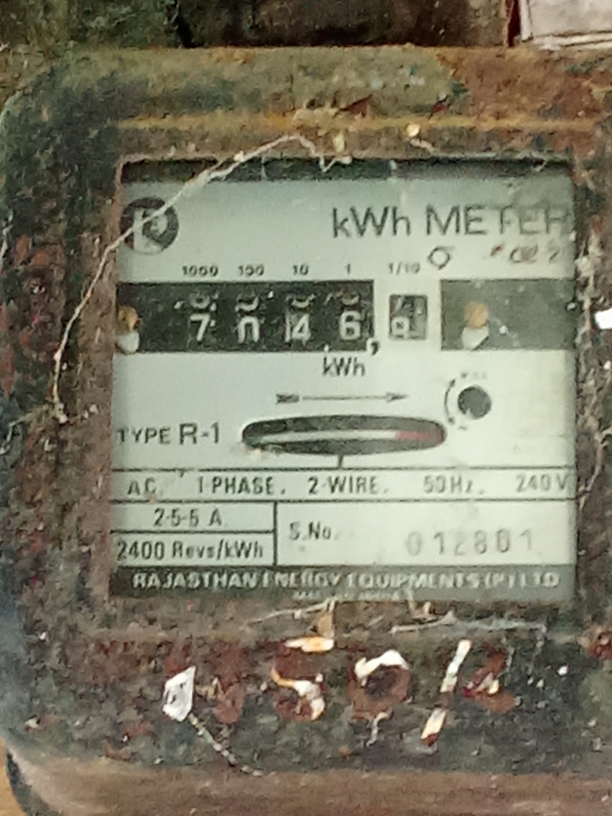 kWh METER
1000 100 10 1 1/10
7 0 4 6, 9
kWh
TYPE R-1
AC. 1 PHASE. 2-WIRE. 50Hz. 240V
2·5-5 A
S.No. 012801
2400 Revs/kWh
RAJASTHAN ENERGY EQUIPMENTS (P) LTD